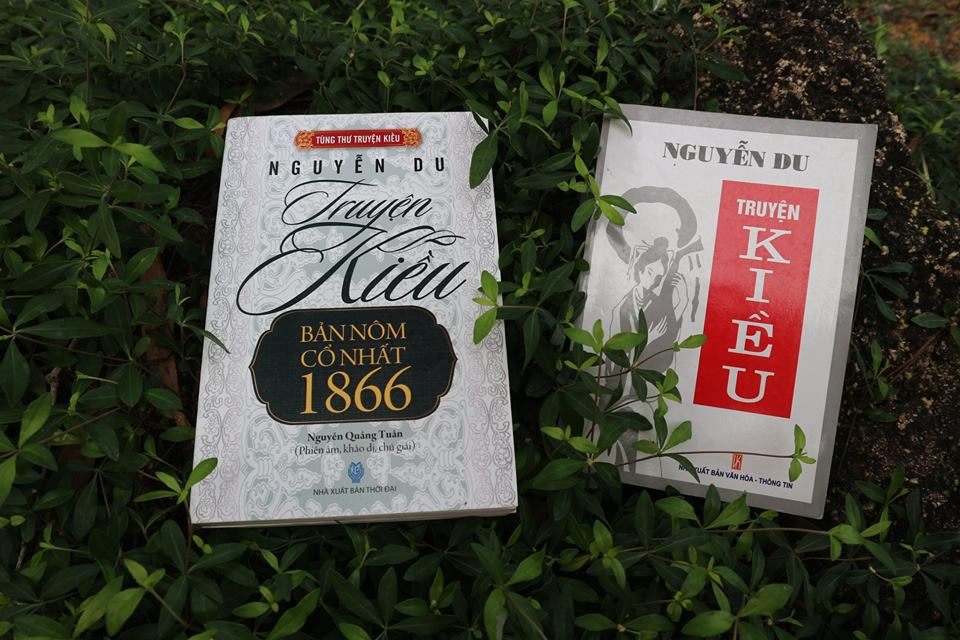 TÙNG THƯ TRUYỆN KIỀU
NGUYỄN DU
Truyện
Kiều
BẢN NÔM
CỔ NHẤT
1866
Nguyễn Quảng Tuân
(Phiên âm, khảo dị, chú giải)
NHÀ XUẤT BẢN THỜI ĐẠI
NGUYỄN DU
TRUYỆN
KIỀU
NHÀ XUẤT BẢN VĂN HÓA - THÔNG TIN